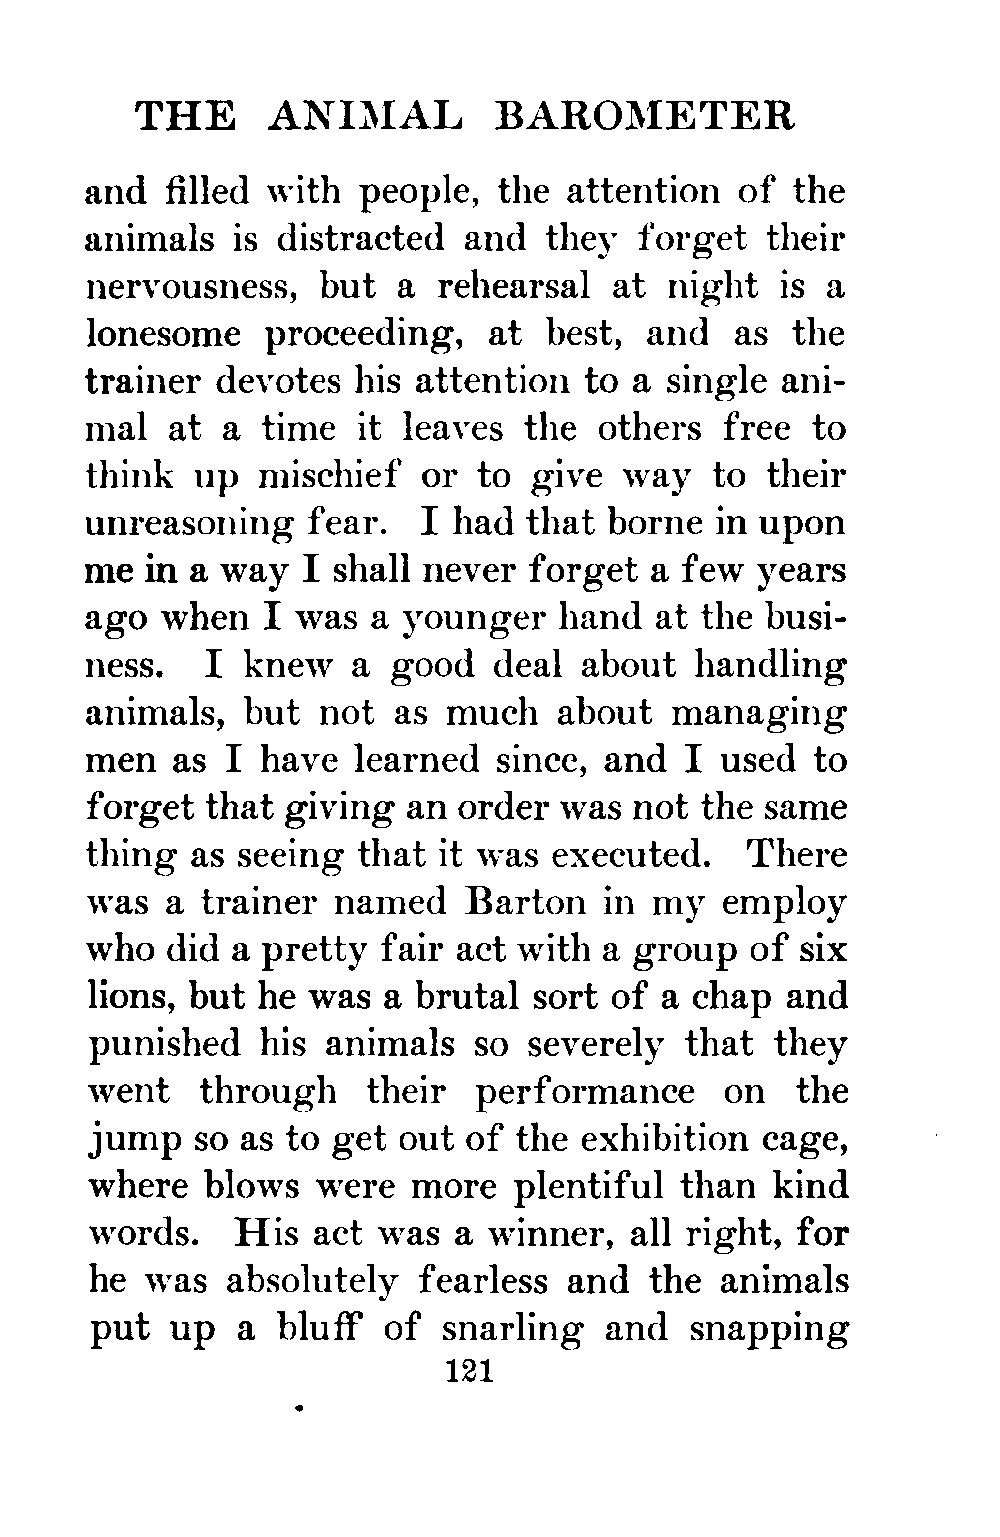 THE ANIMAL BAROMETER
and filled with people, the attention of the
animals is distracted and they forget their
nervousness, but a rehearsal at night is a
lonesome proceeding, at best, and as the
trainer devotes his attention to a single ani-
mal at a time it leaves the others free to
think up mischief or to give way to their
unreasoning fear. I had that borne in upon
me in a way I shall never forget a few years
ago when I was a younger hand at the busi-
ness. I knew a good deal about handling
animals, but not as much about managing
men as I have learned since, and I used to
forget that giving an order was not the same
thing as seeing that it was executed. There
was a trainer named Barton in my employ
who did a pretty fair act with a group of six
lions, but he was a brutal sort of a chap and
punished his animals so severely that they
went through their performance on the
jump so as to get out of the exhibition cage,
where blows were more plentiful than kind
words. His act was a winner, all right, for
he was absolutely fearless and the animals
put up a bluff of snarling and snapping
121